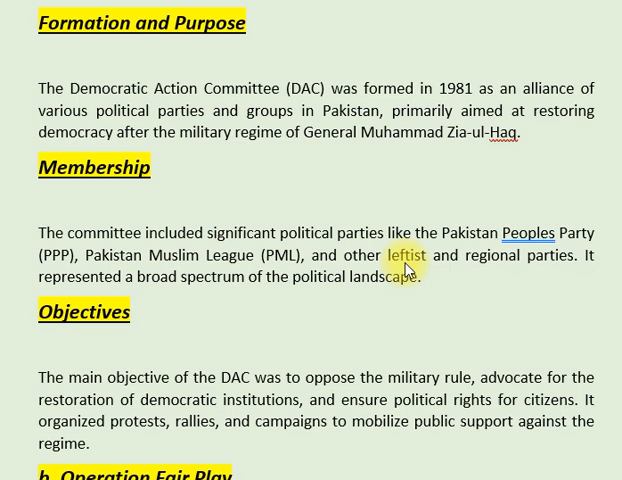 Formation and Purpose
The Democratic Action Committee (DAC) was formed in 1981 as an alliance of
various political parties and groups in Pakistan, primarily aimed at restoring
democracy after the military regime of General Muhammad Zia-ul-Haq.
Membership
The committee included significant political parties like the Pakistan Peoples Party
(PPP), Pakistan Muslim League (PML), and other leftist and regional parties. It
represented a broad spectrum of the political landscape.
Objectives
The main objective of the DAC was to oppose the military rule, advocate for the
restoration of democratic institutions, and ensure political rights for citizens. It
organized protests, rallies, and campaigns to mobilize public support against the
regime.
b. Operation Fair Play